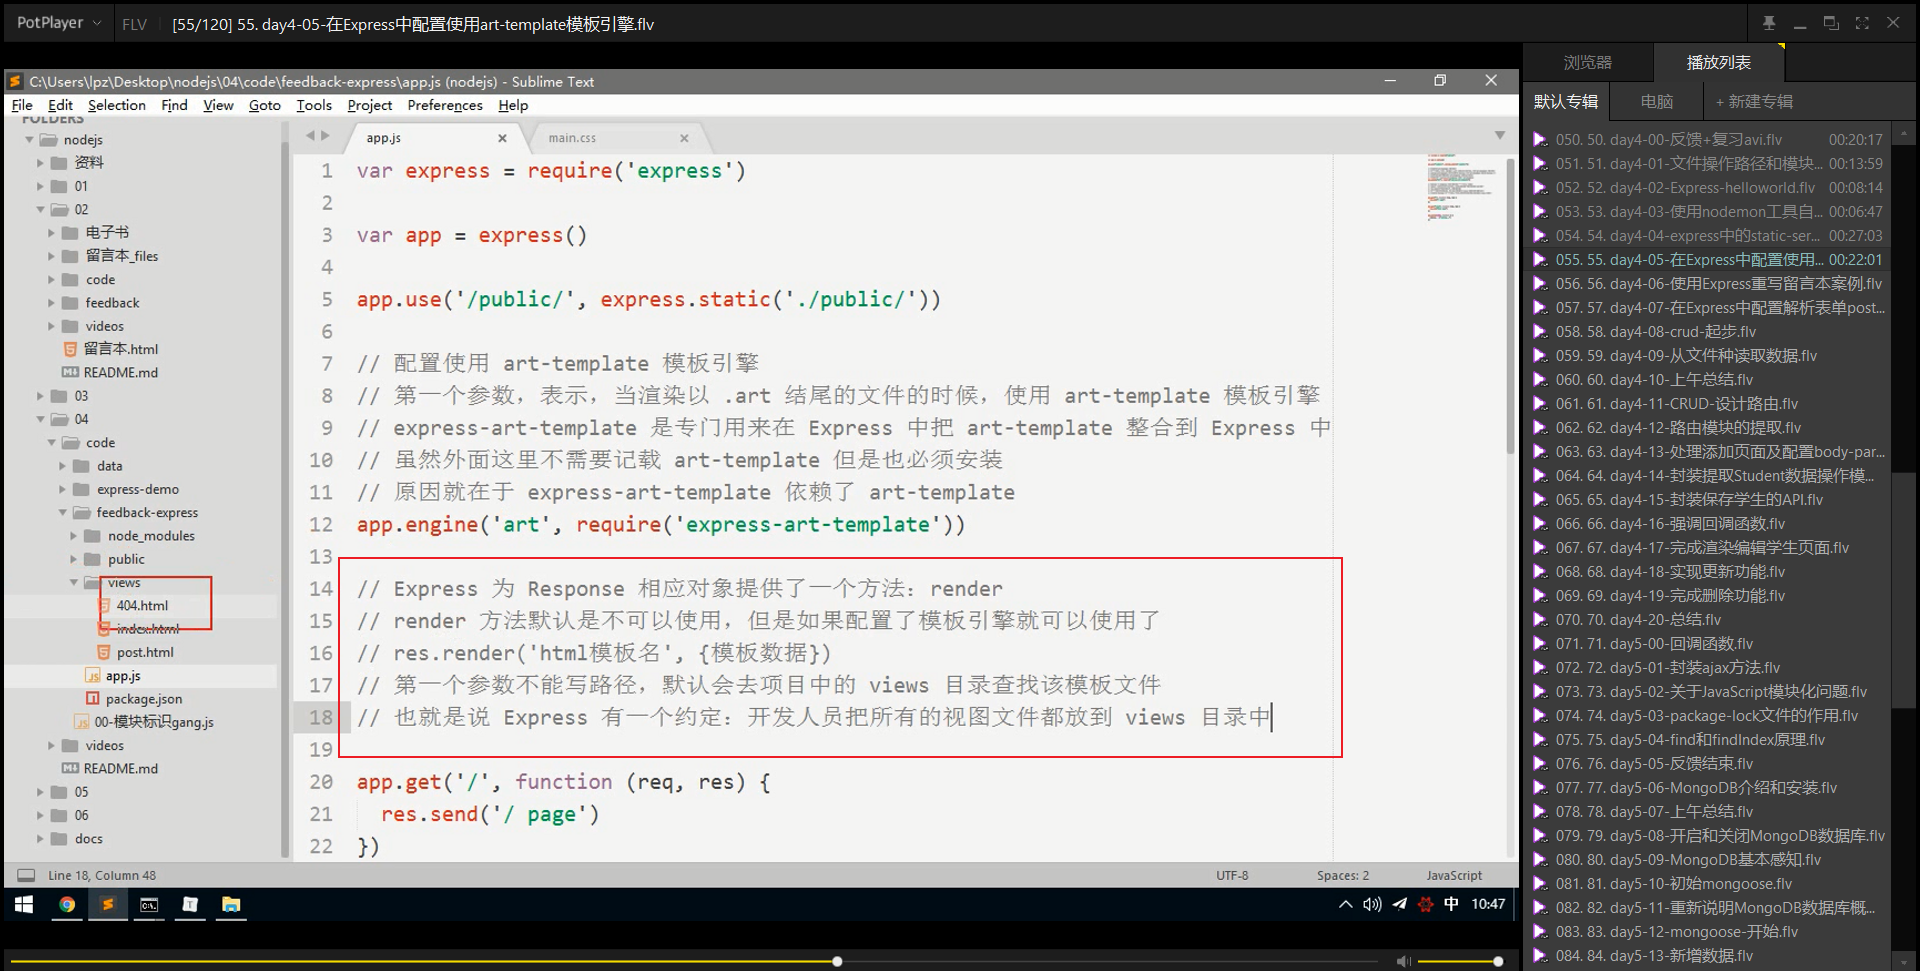 PotPlayer
FLV
[55/120] 55. day4-05-在Express中配置使用art-template模板引擎.flv
C:\Users\lpz\Desktop\nodejs\04\code\feedback-express\app.js (nodejs) - Sublime Text
File Edit Selection Find View Goto Tools Project Preferences Help
FOLDERS
nodejs
资料
01
02
电子书
留言本_files
code
feedback
videos
留言本.html
README.md
03
04
code
data
express-demo
feedback-express
node_modules
public
views
404.html
index.html
post.html
app.js
package.json
00-模块标识gang.js
videos
README.md
05
06
docs
app.js
main.css
1 var express = require('express')
2
3 var app = express()
4
5 app.use('/public/', express.static('./public/'))
6
7 // 配置使用 art-template 模板引擎
8 // 第一个参数，表示，当渲染以 .art 结尾的文件的时候，使用 art-template 模板引擎
9 // express-art-template 是专门用来在 Express 中把 art-template 整合到 Express 中
10 // 虽然外面这里不需要记载 art-template 但是也必须安装
11 // 原因就在于 express-art-template 依赖了 art-template
12 app.engine('art', require('express-art-template'))
13
14 // Express 为 Response 相应对象提供了一个方法：render
15 // render 方法默认是不可以使用，但是如果配置了模板引擎就可以使用了
16 // res.render('html模板名', {模板数据})
17 // 第一个参数不能写路径，默认会去项目中的 views 目录查找该模板文件
18 // 也就是说 Express 有一个约定：开发人员把所有的视图文件都放到 views 目录中
19
20 app.get('/', function (req, res) {
21 res.send('/ page')
22 })
Line 18, Column 48
UTF-8
Spaces: 2
JavaScript
中
10:47
浏览器
播放列表
默认专辑
电脑
+ 新建专辑
050. 50. day4-00-反馈+复习avi.flv 00:20:17
051. 51. day4-01-文件操作路径和模块... 00:13:59
052. 52. day4-02-Express-helloworld.flv 00:08:14
053. 53. day4-03-使用nodemon工具自... 00:06:47
054. 54. day4-04-express中的static-ser... 00:27:03
055. 55. day4-05-在Express中配置使用... 00:22:01
056. 56. day4-06-使用Express重写留言本案例.flv
057. 57. day4-07-在Express中配置解析表单post...
058. 58. day4-08-crud-起步.flv
059. 59. day4-09-从文件种读取数据.flv
060. 60. day4-10-上午总结.flv
061. 61. day4-11-CRUD-设计路由.flv
062. 62. day4-12-路由模块的提取.flv
063. 63. day4-13-处理添加页面及配置body-par...
064. 64. day4-14-封装提取Student数据操作模...
065. 65. day4-15-封装保存学生的API.flv
066. 66. day4-16-强调回调函数.flv
067. 67. day4-17-完成渲染编辑学生页面.flv
068. 68. day4-18-实现更新功能.flv
069. 69. day4-19-完成删除功能.flv
070. 70. day4-20-总结.flv
071. 71. day5-00-回调函数.flv
072. 72. day5-01-封装ajax方法.flv
073. 73. day5-02-关于JavaScript模块化问题.flv
074. 74. day5-03-package-lock文件的作用.flv
075. 75. day5-04-find和findIndex原理.flv
076. 76. day5-05-反馈结束.flv
077. 77. day5-06-MongoDB介绍和安装.flv
078. 78. day5-07-上午总结.flv
079. 79. day5-08-开启和关闭MongoDB数据库.flv
080. 80. day5-09-MongoDB基本感知.flv
081. 81. day5-10-初始mongoose.flv
082. 82. day5-11-重新说明MongoDB数据库概...
083. 83. day5-12-mongoose-开始.flv
084. 84. day5-13-新增数据.flv